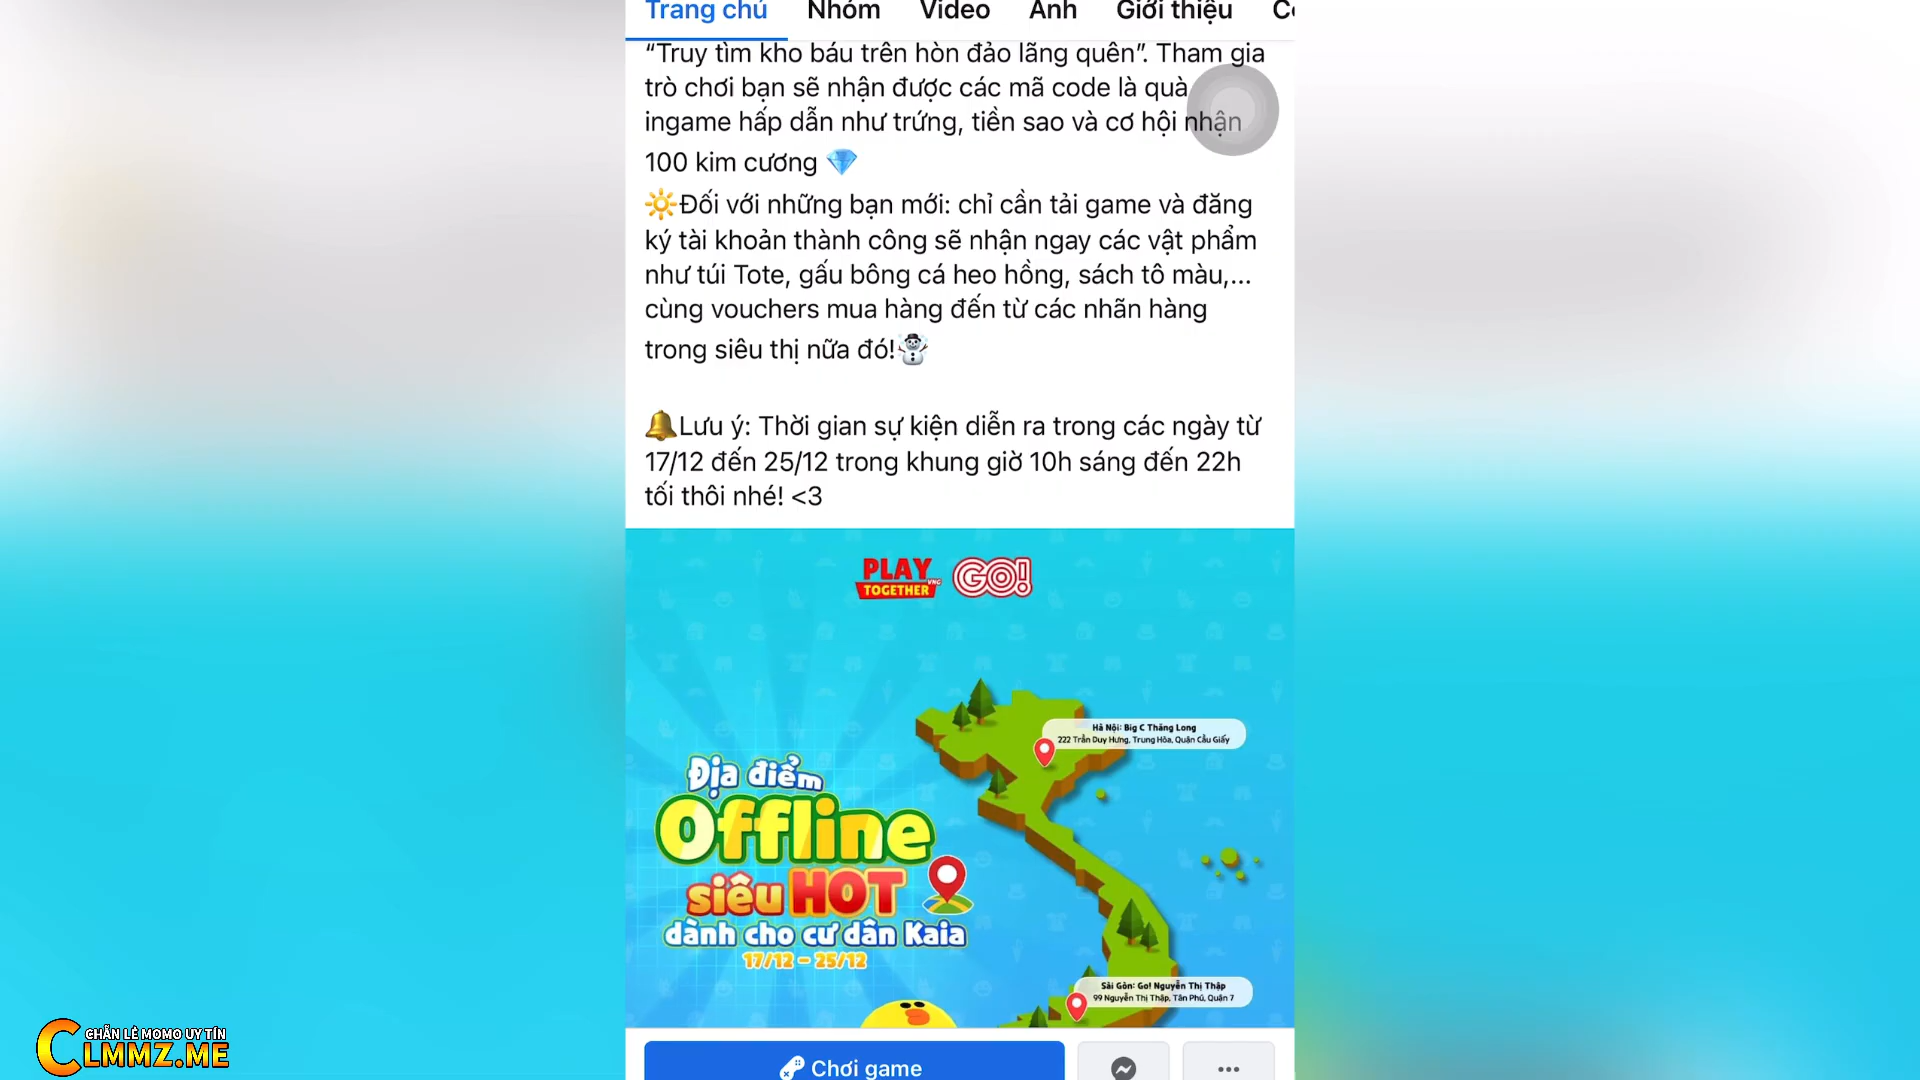 Trang chủ Nhóm Video Ảnh Giới thiệu
“Truy tìm kho báu trên hòn đảo lãng quên”. Tham gia
trò chơi bạn sẽ nhận được các mã code là quà
ingame hấp dẫn như trứng, tiền sao và cơ hội nhận
100 kim cương 💎
🔆Đối với những bạn mới: chỉ cần tải game và đăng
ký tài khoản thành công sẽ nhận ngay các vật phẩm
như túi Tote, gấu bông cá heo hồng, sách tô màu,...
cùng vouchers mua hàng đến từ các nhãn hàng
trong siêu thị nữa đó!☃️
🔔Lưu ý: Thời gian sự kiện diễn ra trong các ngày từ
17/12 đến 25/12 trong khung giờ 10h sáng đến 22h
tối thôi nhé! <3
PLAY
TOGETHER VNG
GO!
Hà Nội: Big C Thăng Long
222 Trần Duy Hưng, Trung Hòa, Quận Cầu Giấy
Địa điểm
Offline
siêu HOT
dành cho cư dân Kaia
17/12 - 25/12
Sài Gòn: Go! Nguyễn Thị Thập
99 Nguyễn Thị Thập, Tân Phú, Quận 7
CHẴN LẺ MOMO UY TÍN
CLMMZ.ME
Chơi game